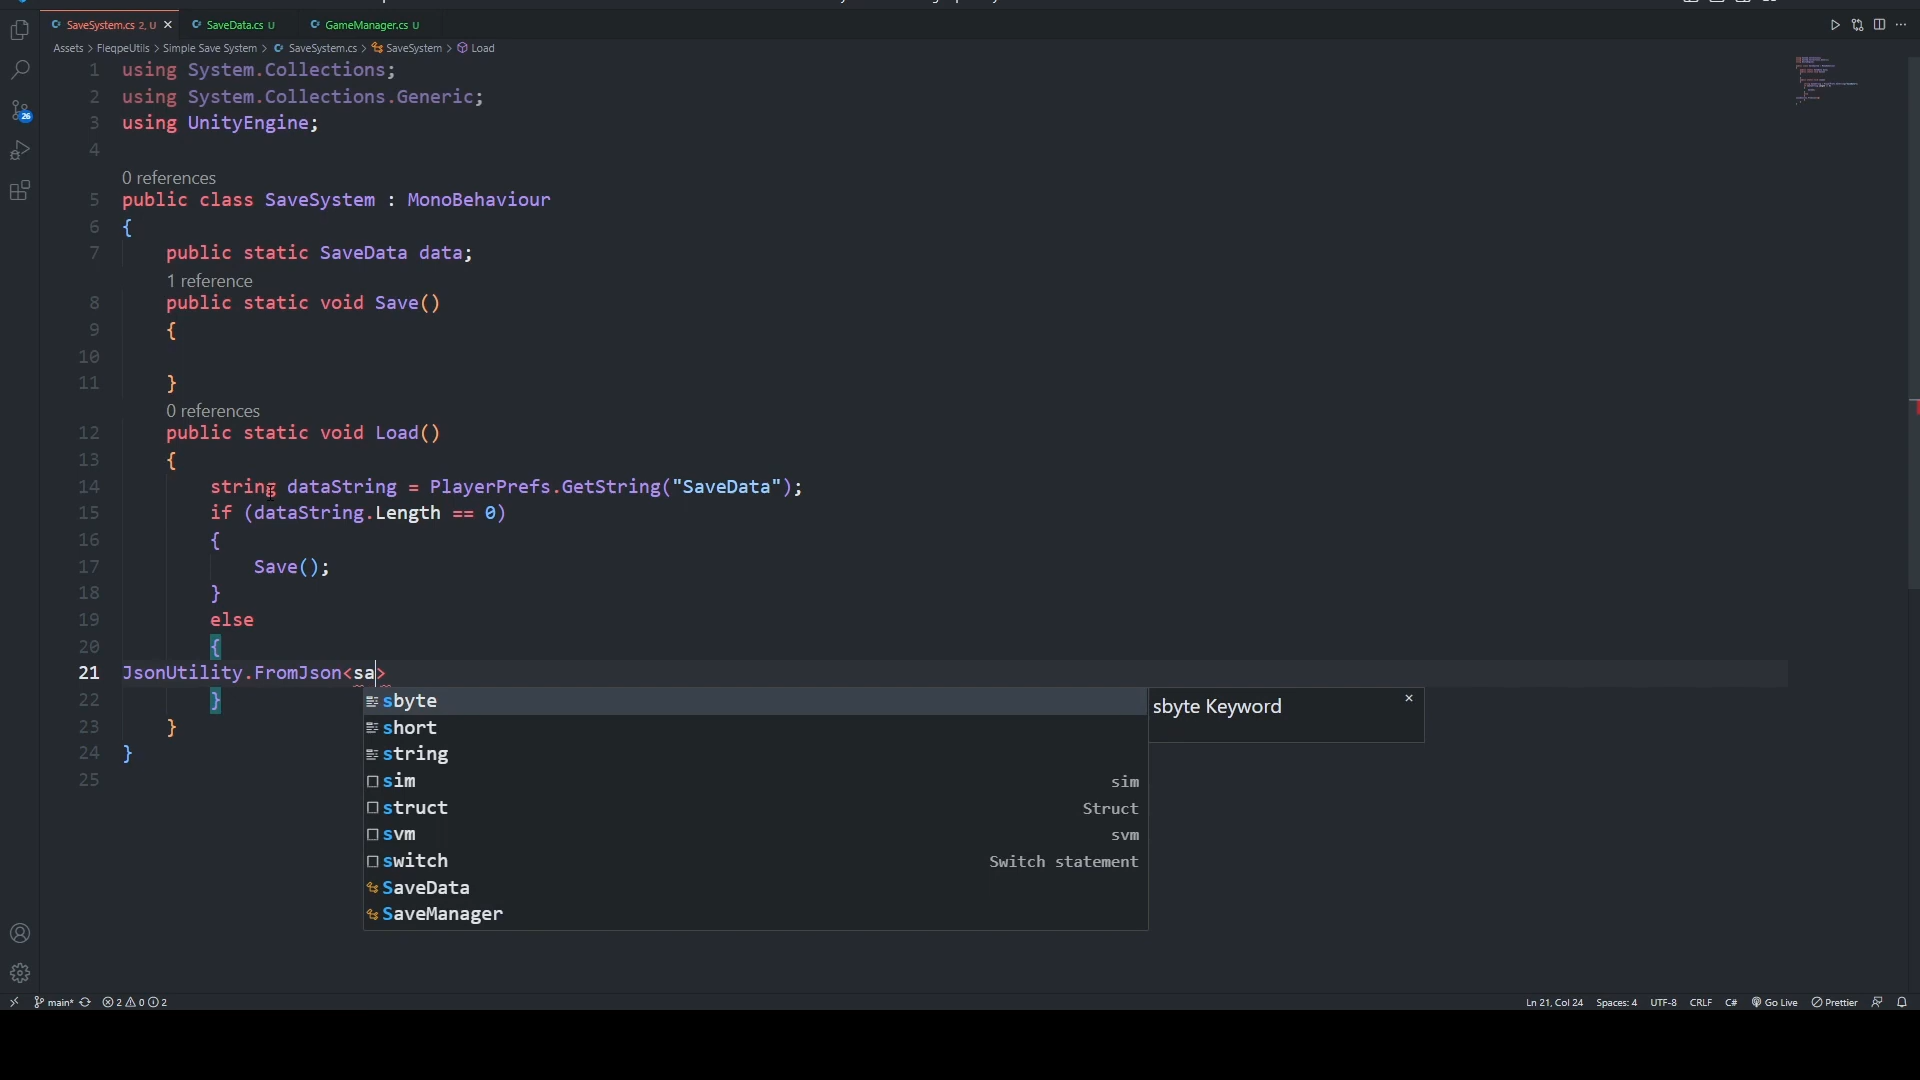 SaveSystem.cs 2, U
SaveData.cs U
GameManager.cs U
Assets > FleqpeUtils > Simple Save System > SaveSystem.cs > SaveSystem > Load
1 using System.Collections;
2 using System.Collections.Generic;
3 using UnityEngine;
4
0 references
5 public class SaveSystem : MonoBehaviour
6 {
7 public static SaveData data;
1 reference
8 public static void Save()
9 {
10
11 }
0 references
12 public static void Load()
13 {
14 string dataString = PlayerPrefs.GetString("SaveData");
15 if (dataString.Length == 0)
16 {
17 Save();
18 }
19 else
20 {
21 JsonUtility.FromJson<sa>
22 }
23 }
24 }
25
sbyte
short
string
sim sim
struct Struct
svm svm
switch Switch statement
SaveData
SaveManager
sbyte Keyword
26
main* 2 0 2
Ln 21, Col 24 Spaces: 4 UTF-8 CRLF C# Go Live Prettier